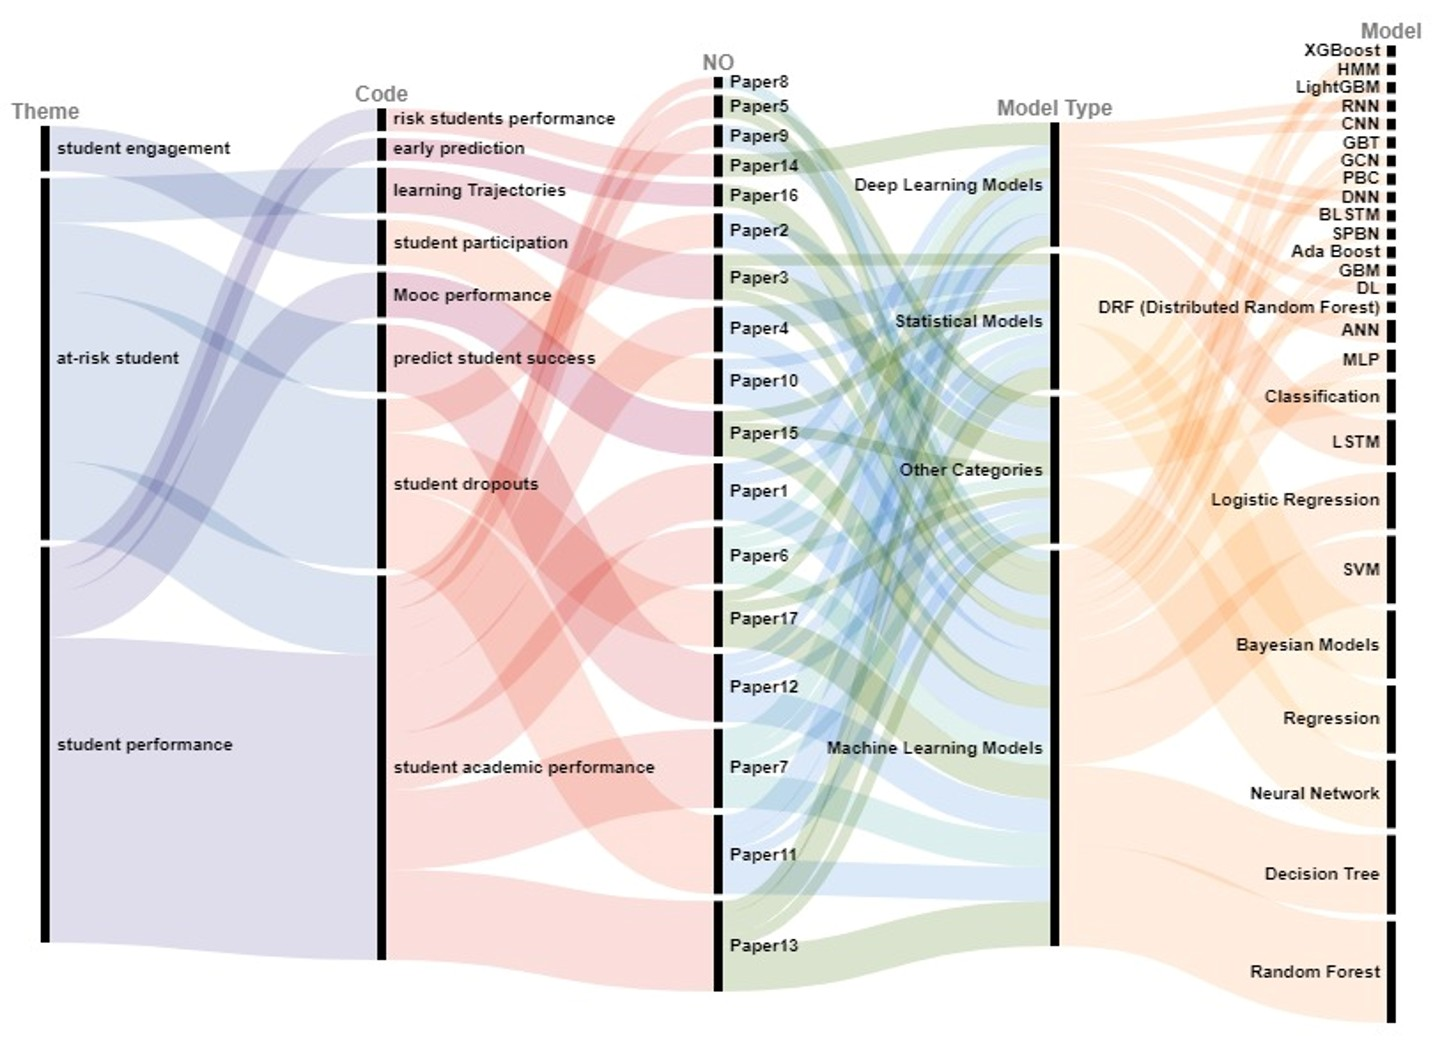 Theme
student engagement
at-risk student
student performance
Code
risk students performance
early prediction
learning Trajectories
student participation
Mooc performance
predict student success
student dropouts
student academic performance
NO
Paper8
Paper5
Paper9
Paper14
Paper16
Paper2
Paper3
Paper4
Paper10
Paper15
Paper1
Paper6
Paper17
Paper12
Paper7
Paper11
Paper13
Model Type
Deep Learning Models
Statistical Models
Other Categories
Machine Learning Models
Model
XGBoost
HMM
LightGBM
RNN
CNN
GBT
GCN
PBC
DNN
BLSTM
SPBN
Ada Boost
GBM
DL
DRF (Distributed Random Forest)
ANN
MLP
Classification
LSTM
Logistic Regression
SVM
Bayesian Models
Regression
Neural Network
Decision Tree
Random Forest